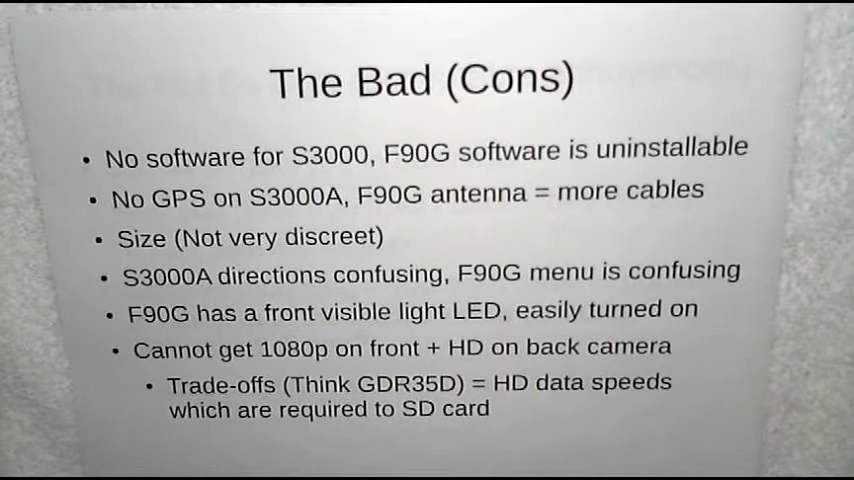 The Bad (Cons)
• No software for S3000, F90G software is uninstallable
• No GPS on S3000A, F90G antenna = more cables
• Size (Not very discreet)
• S3000A directions confusing, F90G menu is confusing
• F90G has a front visible light LED, easily turned on
• Cannot get 1080p on front + HD on back camera
• Trade-offs (Think GDR35D) = HD data speeds
which are required to SD card